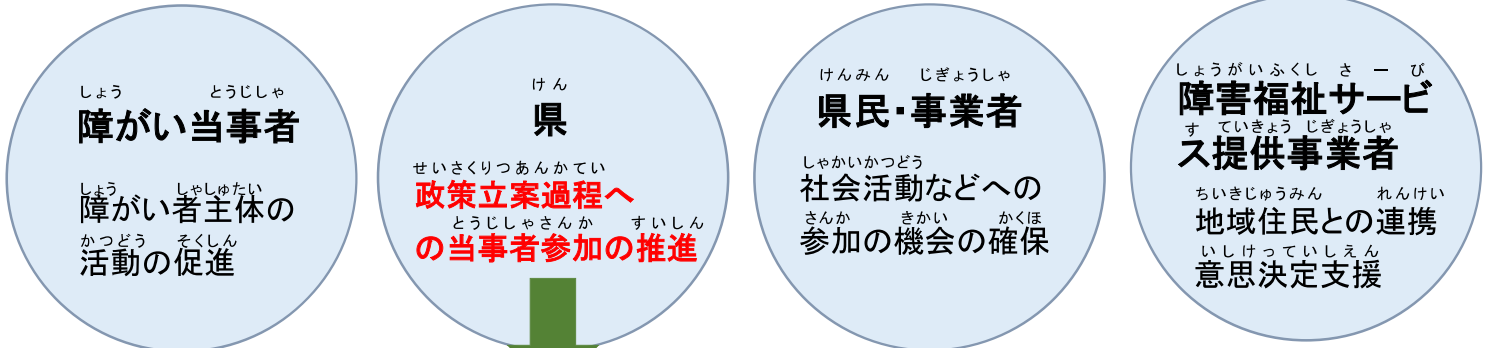 しょう とうじしゃ
障がい当事者
しょう しゃしゅたい
障がい者主体の
かつどう そくしん
活動の促進
けん
県
せいさくりつあんかてい
政策立案過程へ
とうじしゃさんか すいしん
の当事者参加の推進
けんみん じぎょうしゃ
県民・事業者
しゃかいかつどう
社会活動などへの
さんか きかい かくほ
参加の機会の確保
しょうがいふくし さーび
障害福祉サービ
す ていきょう じぎょうしゃ
ス提供事業者
ちいきじゅうみん れんけい
地域住民との連携
いしけっていしえん
意思決定支援